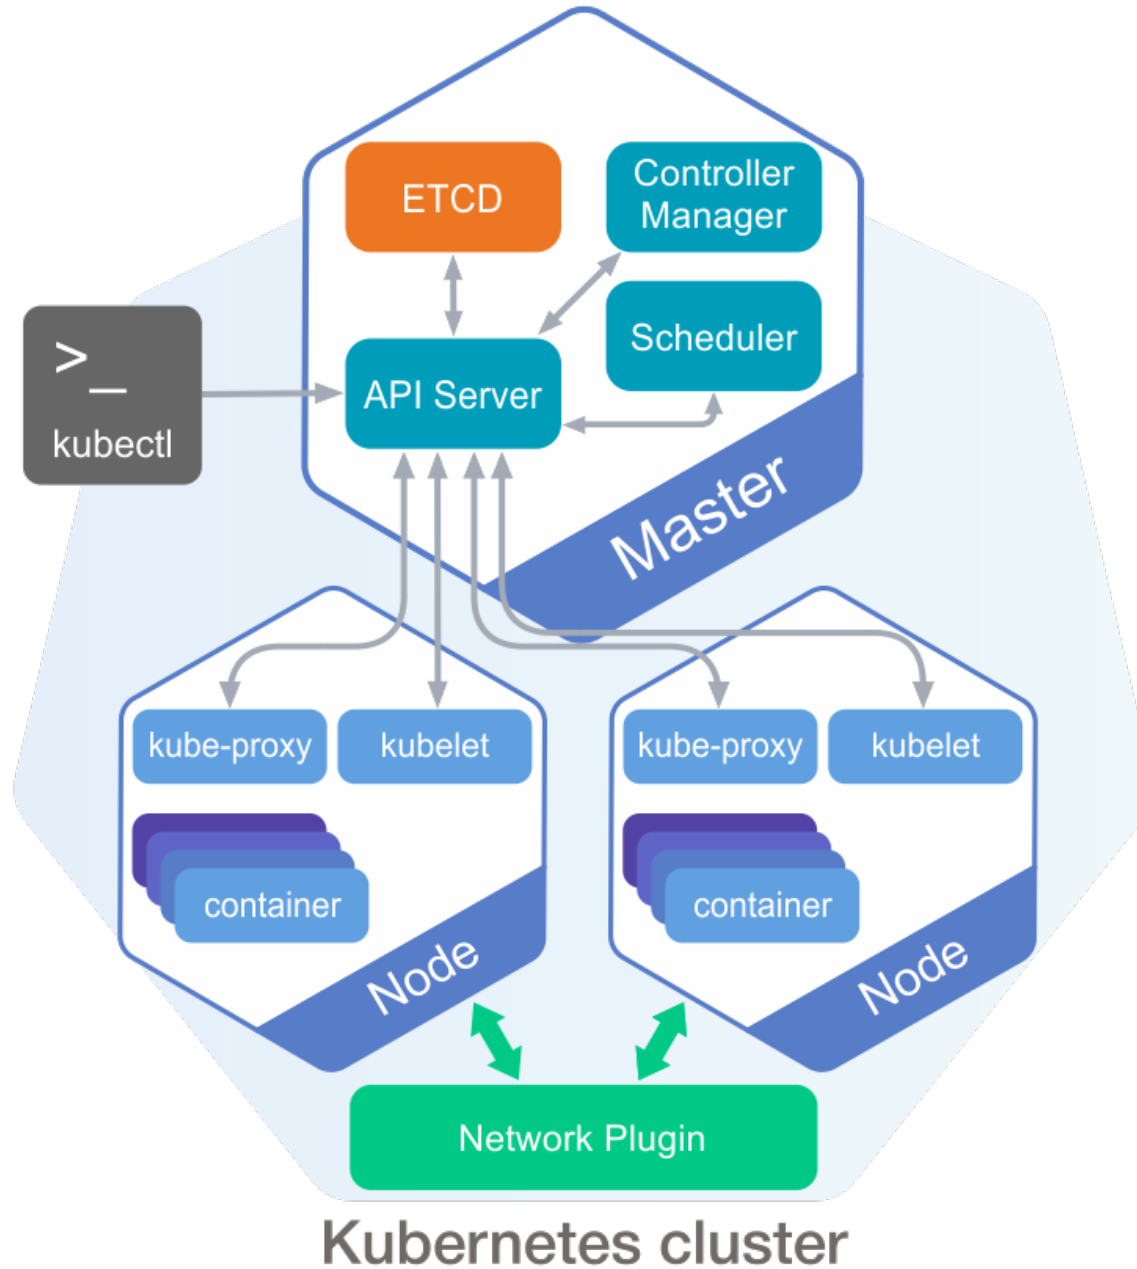 ETCD
Controller
Manager
>_
kubectl
API Server
Scheduler
Master
kube-proxy
kubelet
container
Node
kube-proxy
kubelet
container
Node
Network Plugin
Kubernetes cluster